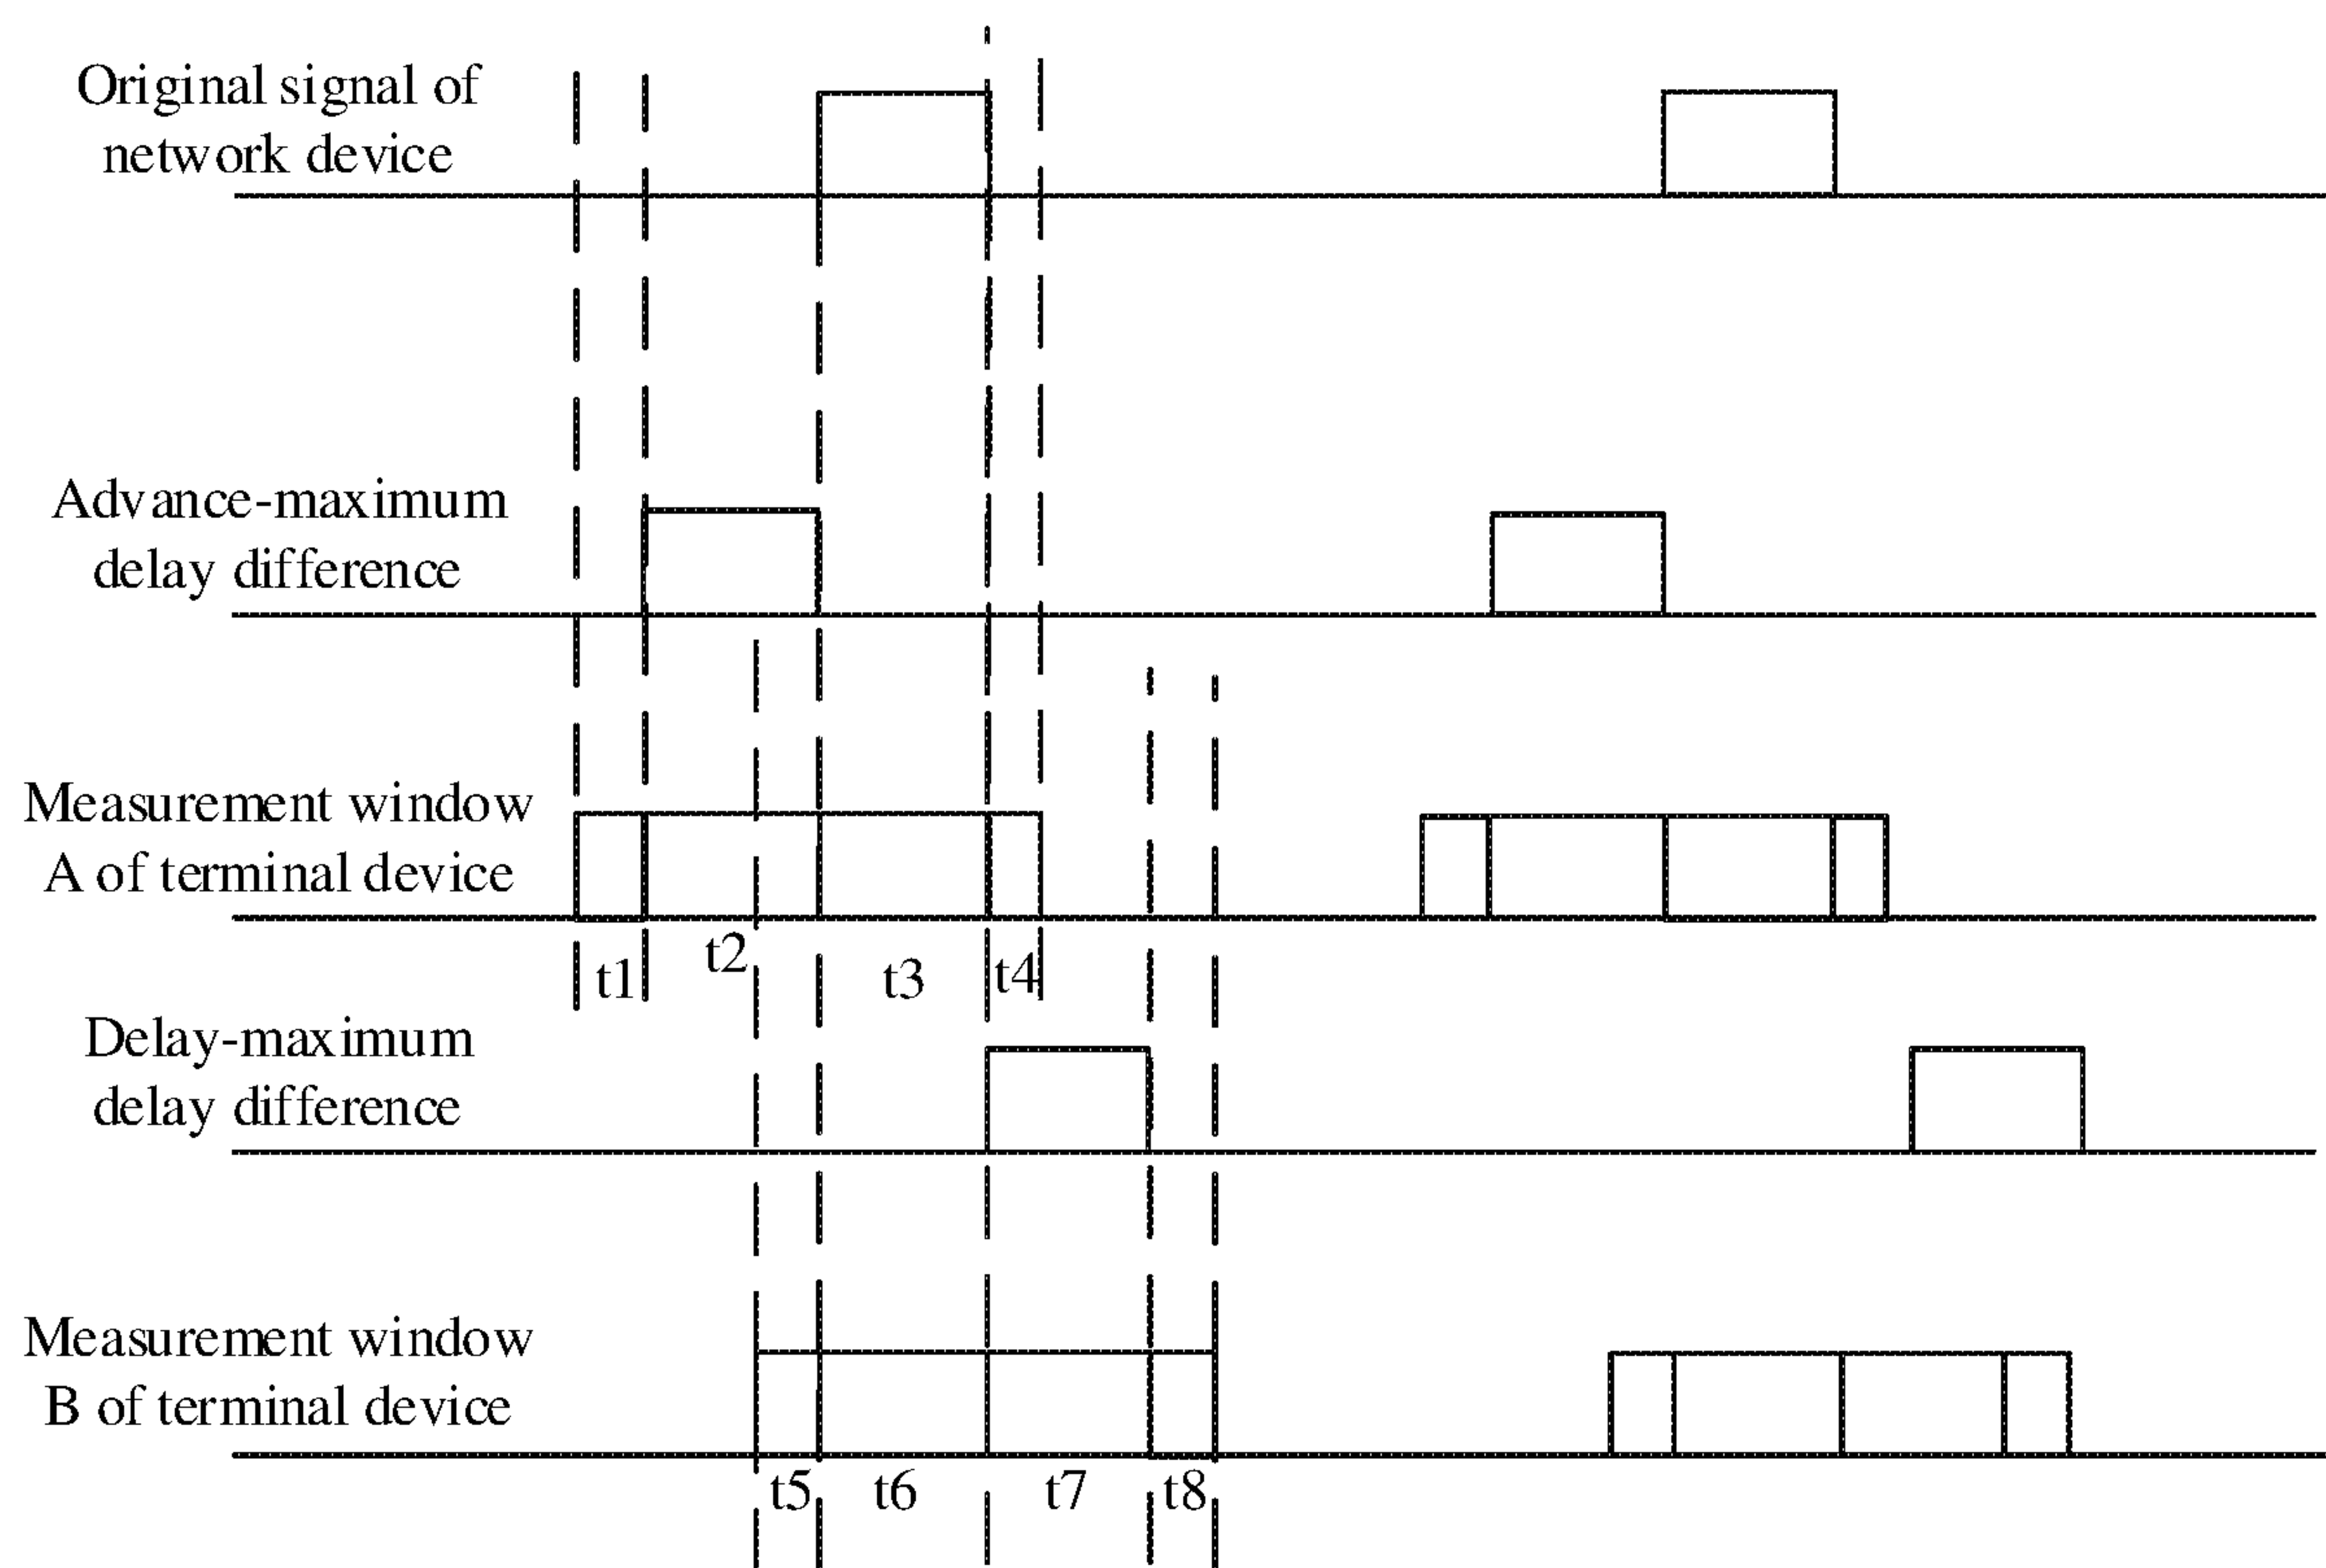 Original signal of
network device
Advance-maximum
delay difference
Measurement window
A of terminal device
t1
t2
t3
t4
Delay-maximum
delay difference
Measurement window
B of terminal device
t5
t6
t7
t8